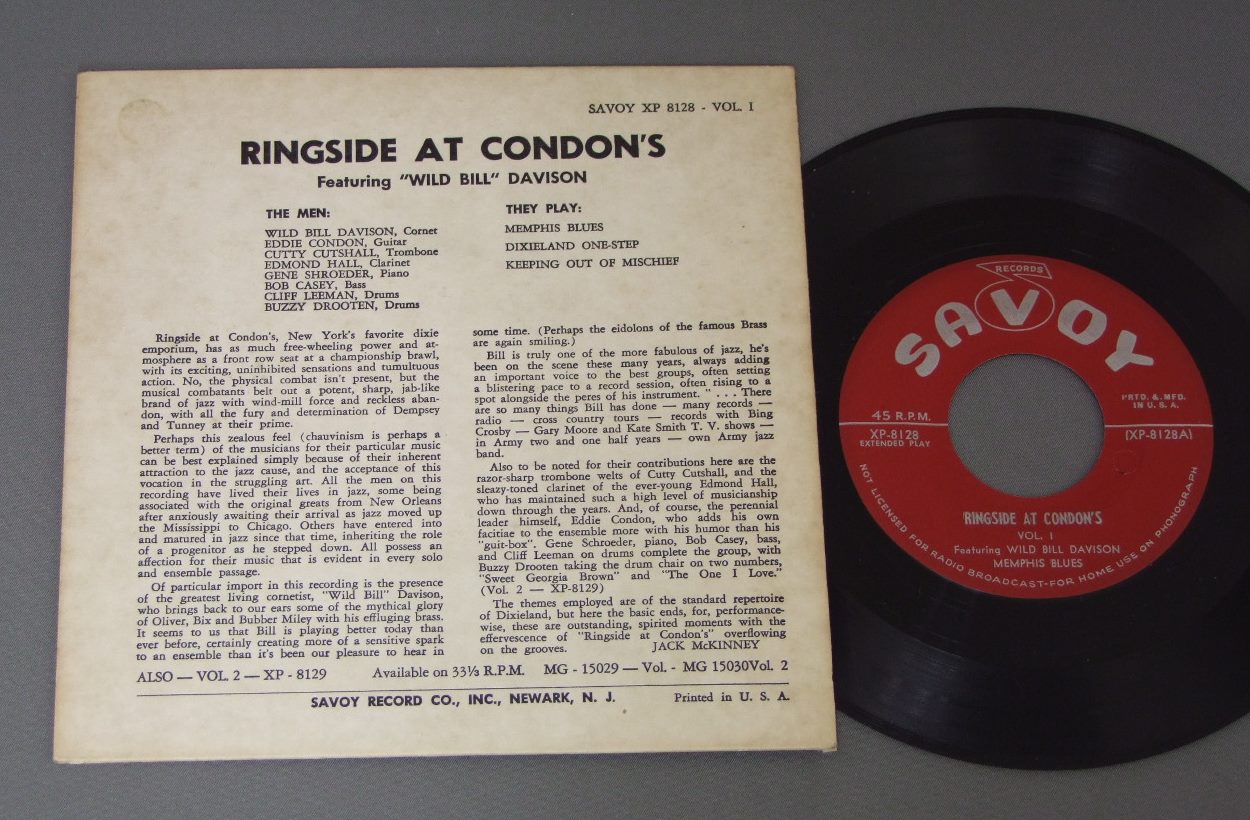 SAVOY XP 8128 - VOL. I
RINGSIDE AT CONDON'S
Featuring "WILD BILL" DAVISON
THE MEN:
WILD BILL DAVISON, Cornet
EDDIE CONDON, Guitar
CUTTY CUTSHALL, Trombone
EDMOND HALL, Clarinet
GENE SHROEDER, Piano
BOB CASEY, Bass
CLIFF LEEMAN, Drums
BUZZY DROOTEN, Drums
THEY PLAY:
MEMPHIS BLUES
DIXIELAND ONE-STEP
KEEPING OUT OF MISCHIEF
Ringside at Condon's, New York's favorite dixie
emporium, has as much free-wheeling power and at-
mosphere as a front row seat at a championship brawl,
with its exciting, uninhibited sensations and tumultuous
action. No, the physical combat isn't present, but the
musical combatants belt out a potent, sharp, jab-like
brand of jazz with wind-mill force and reckless aban-
don, with all the fury and determination of Dempsey
and Tunney at their prime.
Perhaps this zealous feel (chauvinism is perhaps a
better term) of the musicians for their particular music
can be best explained simply because of their inherent
attraction to the jazz cause, and the acceptance of this
vocation in the struggling art. All the men on this
recording have lived their lives in jazz, some being
associated with the original greats from New Orleans
after anxiously awaiting their arrival as jazz moved up
the Mississippi to Chicago. Others have entered into
and matured in jazz since that time, inheriting the role
of a progenitor as he stepped down. All possess an
affection for their music that is evident in every solo
and ensemble passage.
Of particular import in this recording is the presence
of the greatest living cornetist, "Wild Bill" Davison,
who brings back to our ears some of the mythical glory
of Oliver, Bix and Bubber Miley with his effluging brass.
It seems to us that Bill is playing better today than
ever before, certainly creating more of a sensitive spark
to an ensemble than it's been our pleasure to hear in
some time. (Perhaps the eidolons of the famous Brass
are again smiling.)
Bill is truly one of the more fabulous of jazz, he's
been on the scene these many years, always adding
an important voice to the best groups, often setting
a blistering pace to a record session, often rising to a
spot alongside the peres of his instrument. " . . . There
are so many things Bill has done — many records —
radio — cross country tours — records with Bing
Crosby — Gary Moore and Kate Smith T. V. shows —
in Army two and one half years — own Army jazz
band.
Also to be noted for their contributions here are the
razor-sharp trombone welts of Cutty Cutshall, and the
sleazy-toned clarinet of the ever-young Edmond Hall,
who has maintained such a high level of musicianship
down through the years. And, of course, the perennial
leader himself, Eddie Condon, who adds his own
facitiae to the ensemble more with his humor than his
"guit-box". Gene Schroeder, piano, Bob Casey, bass,
and Cliff Leeman on drums complete the group, with
Buzzy Drooten taking the drum chair on two numbers,
"Sweet Georgia Brown" and "The One I Love."
(Vol. 2 — XP-8129)
The themes employed are of the standard repertoire
of Dixieland, but here the basic ends, for, performance-
wise, these are outstanding, spirited moments with the
effervescence of "Ringside at Condon's" overflowing
on the grooves. JACK McKINNEY
ALSO — VOL. 2 — XP - 8129 Available on 33⅓ R.P.M. MG - 15029 — Vol. - MG 15030Vol. 2
SAVOY RECORD CO., INC., NEWARK, N. J. Printed in U. S. A.
RECORDS
SAVOY
PRTD. & MFD.
IN U. S. A.
45 R.P.M.
XP-8128
EXTENDED PLAY
(XP-8128A)
RINGSIDE AT CONDON'S
VOL. I
Featuring WILD BILL DAVISON
MEMPHIS BLUES
NOT LICENSED FOR RADIO BROADCAST-FOR HOME USE ON PHONOGRAPH